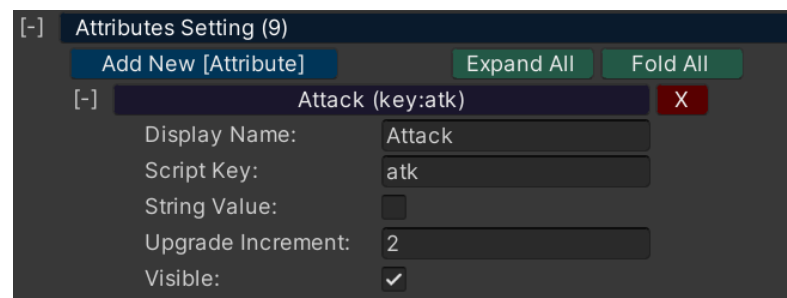 [-] Attributes Setting (9)
Add New [Attribute] Expand All Fold All
[-] Attack (key:atk) X
Display Name: Attack
Script Key: atk
String Value:
Upgrade Increment: 2
Visible: